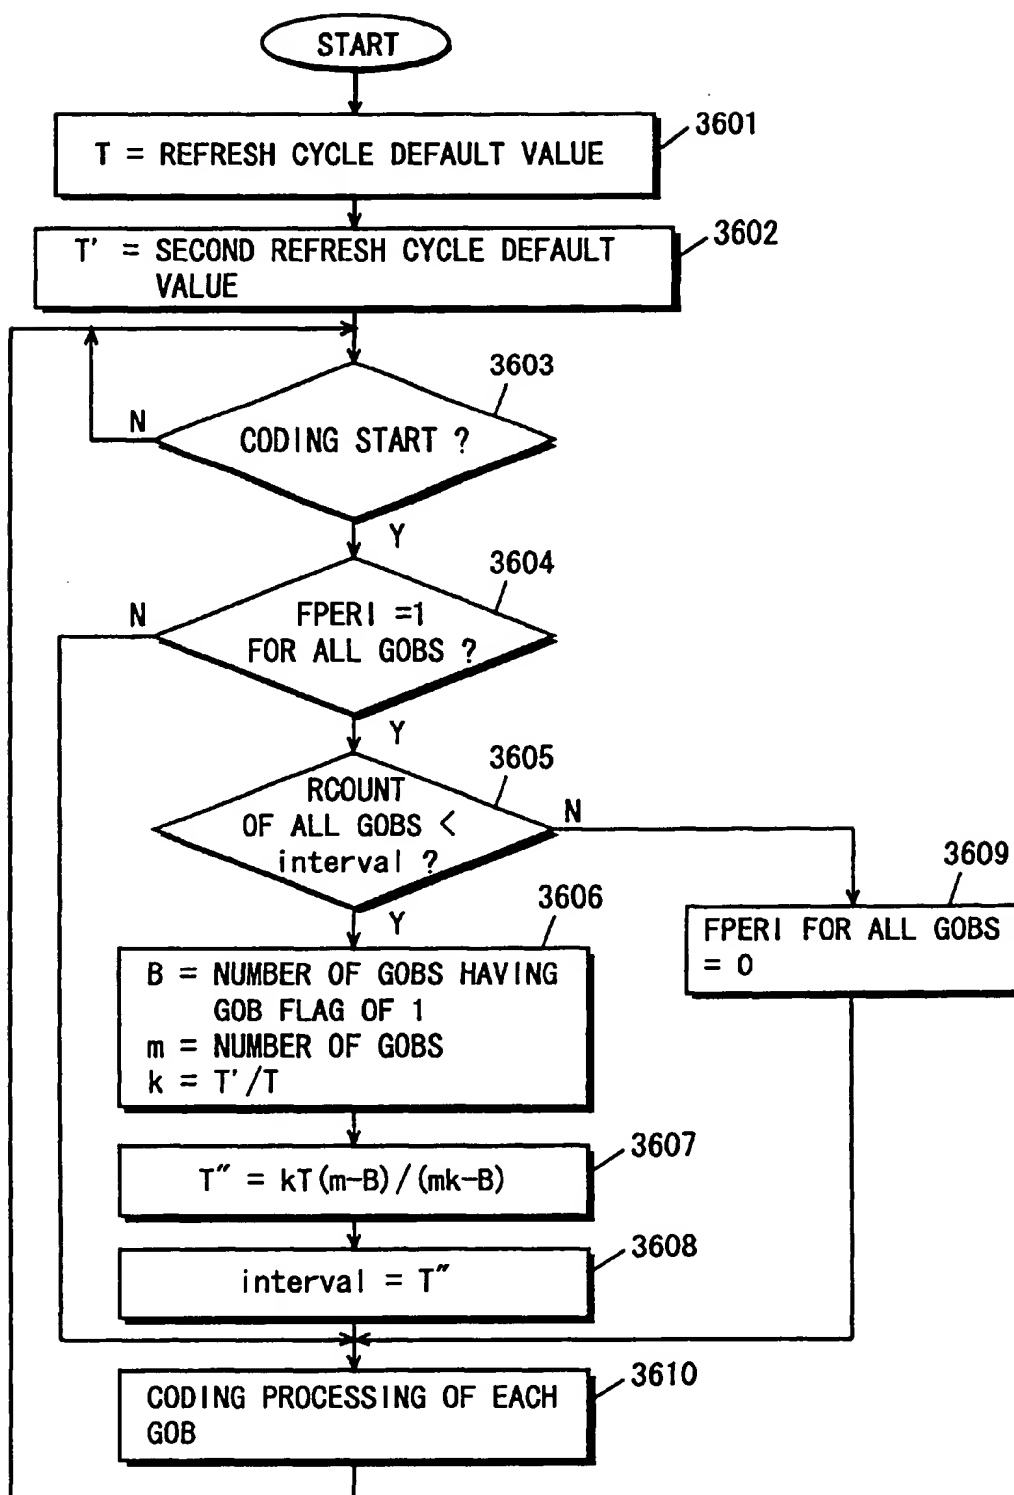 START
3601
T = REFRESH CYCLE DEFAULT VALUE
3602
T' = SECOND REFRESH CYCLE DEFAULT
VALUE
3603
N
CODING START ?
Y
3604
N
FPERI =1
FOR ALL GOBS ?
Y
3605
RCOUNT
OF ALL GOBS <
interval ?
N
Y
3606
3609
B = NUMBER OF GOBS HAVING
GOB FLAG OF 1
m = NUMBER OF GOBS
k = T'/T
FPERI FOR ALL GOBS
= 0
3607
T″ = kT(m-B)/(mk-B)
3608
interval = T″
3610
CODING PROCESSING OF EACH
GOB